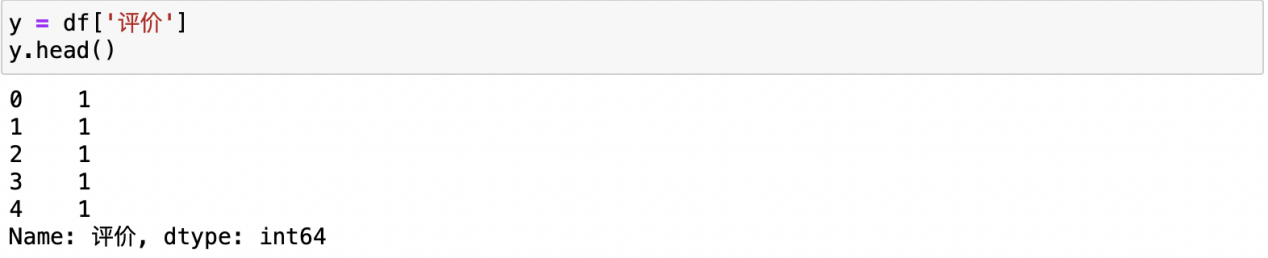 y = df['评价']
y.head()
0    1
1    1
2    1
3    1
4    1
Name: 评价, dtype: int64